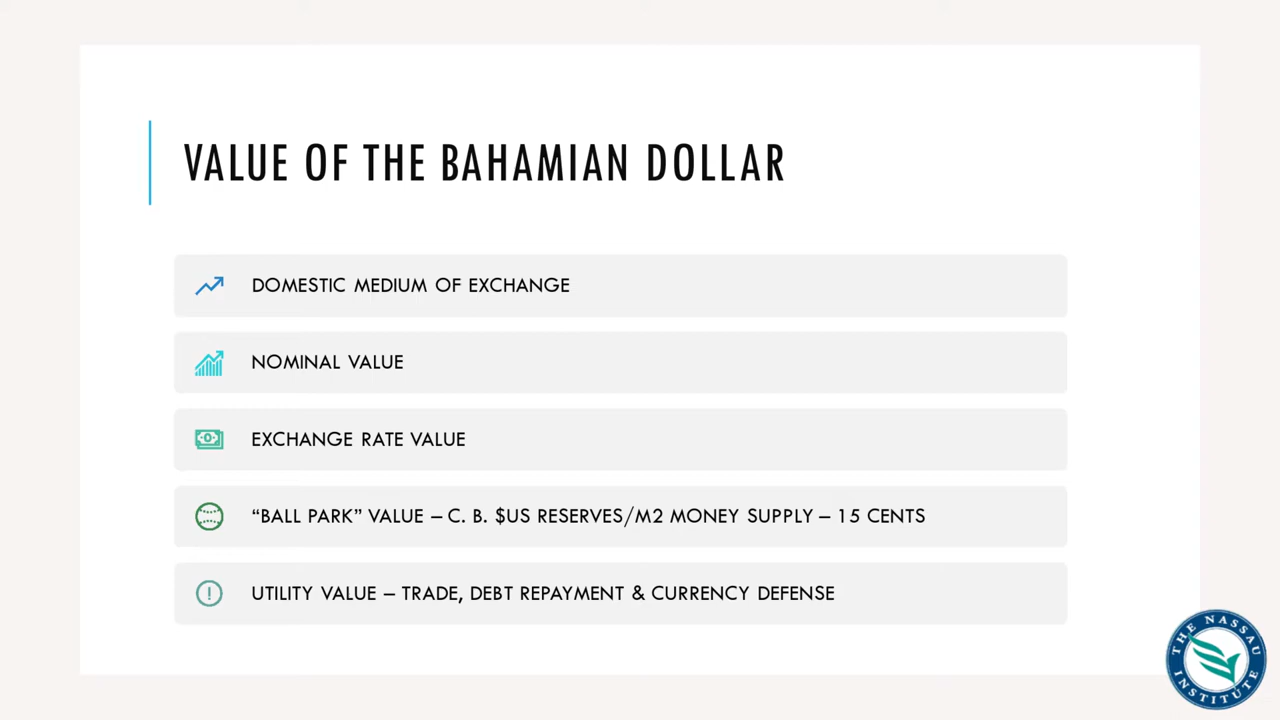 VALUE OF THE BAHAMIAN DOLLAR
DOMESTIC MEDIUM OF EXCHANGE
NOMINAL VALUE
EXCHANGE RATE VALUE
“BALL PARK” VALUE – C. B. $US RESERVES/M2 MONEY SUPPLY – 15 CENTS
UTILITY VALUE – TRADE, DEBT REPAYMENT & CURRENCY DEFENSE
THE NASSAU
INSTITUTE